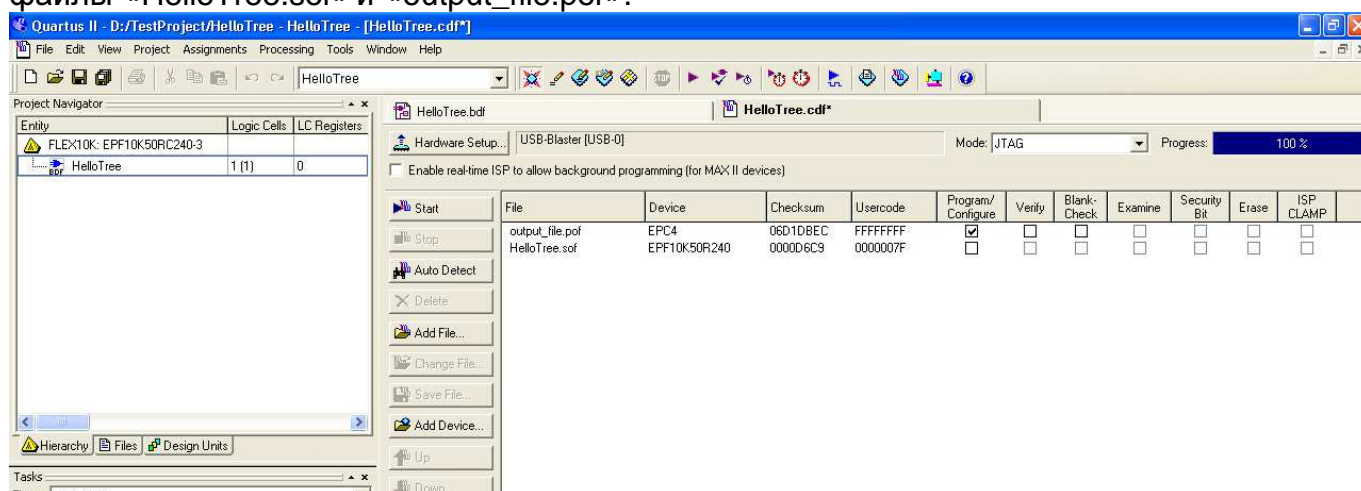 файлы «HelloTree.sof» и «output_file.pof».
Quartus II - D:/TestProject/HelloTree - HelloTree - [HelloTree.cdf*]
File Edit View Project Assignments Processing Tools Window Help
HelloTree
Project Navigator
HelloTree.bdf HelloTree.cdf*
Entity Logic Cells LC Registers
FLEX10K: EPF10K50RC240-3
HelloTree 1 (1) 0
Hardware Setup... USB-Blaster [USB-0] Mode: JTAG Progress: 100 %
Enable real-time ISP to allow background programming (for MAX II devices)
File Device Checksum Usercode Program/ Configure Verify Blank- Check Examine Security Bit Erase ISP CLAMP
output_file.pof EPC4 06D1DBEC FFFFFFFF
HelloTree.sof EPF10K50R240 0000D6C9 0000007F
Start
Stop
Auto Detect
Delete
Add File...
Change File...
Save File...
Add Device...
Up
Down
Hierarchy Files Design Units
Tasks